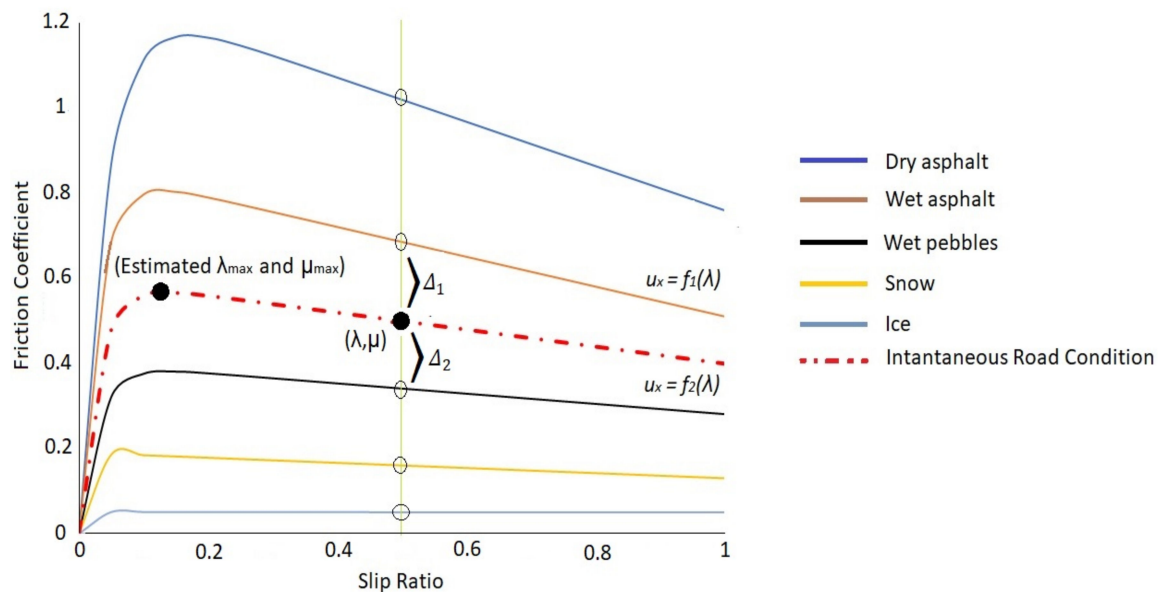 1.2
1
0.8
0.6
0.4
0.2
0
Friction Coefficient
(Estimated λmax and μmax)
Δ1
(λ,μ)
Δ2
ux = f1(λ)
ux = f2(λ)
0
0.2
0.4
0.6
0.8
1
Slip Ratio
Dry asphalt
Wet asphalt
Wet pebbles
Snow
Ice
Intantaneous Road Condition